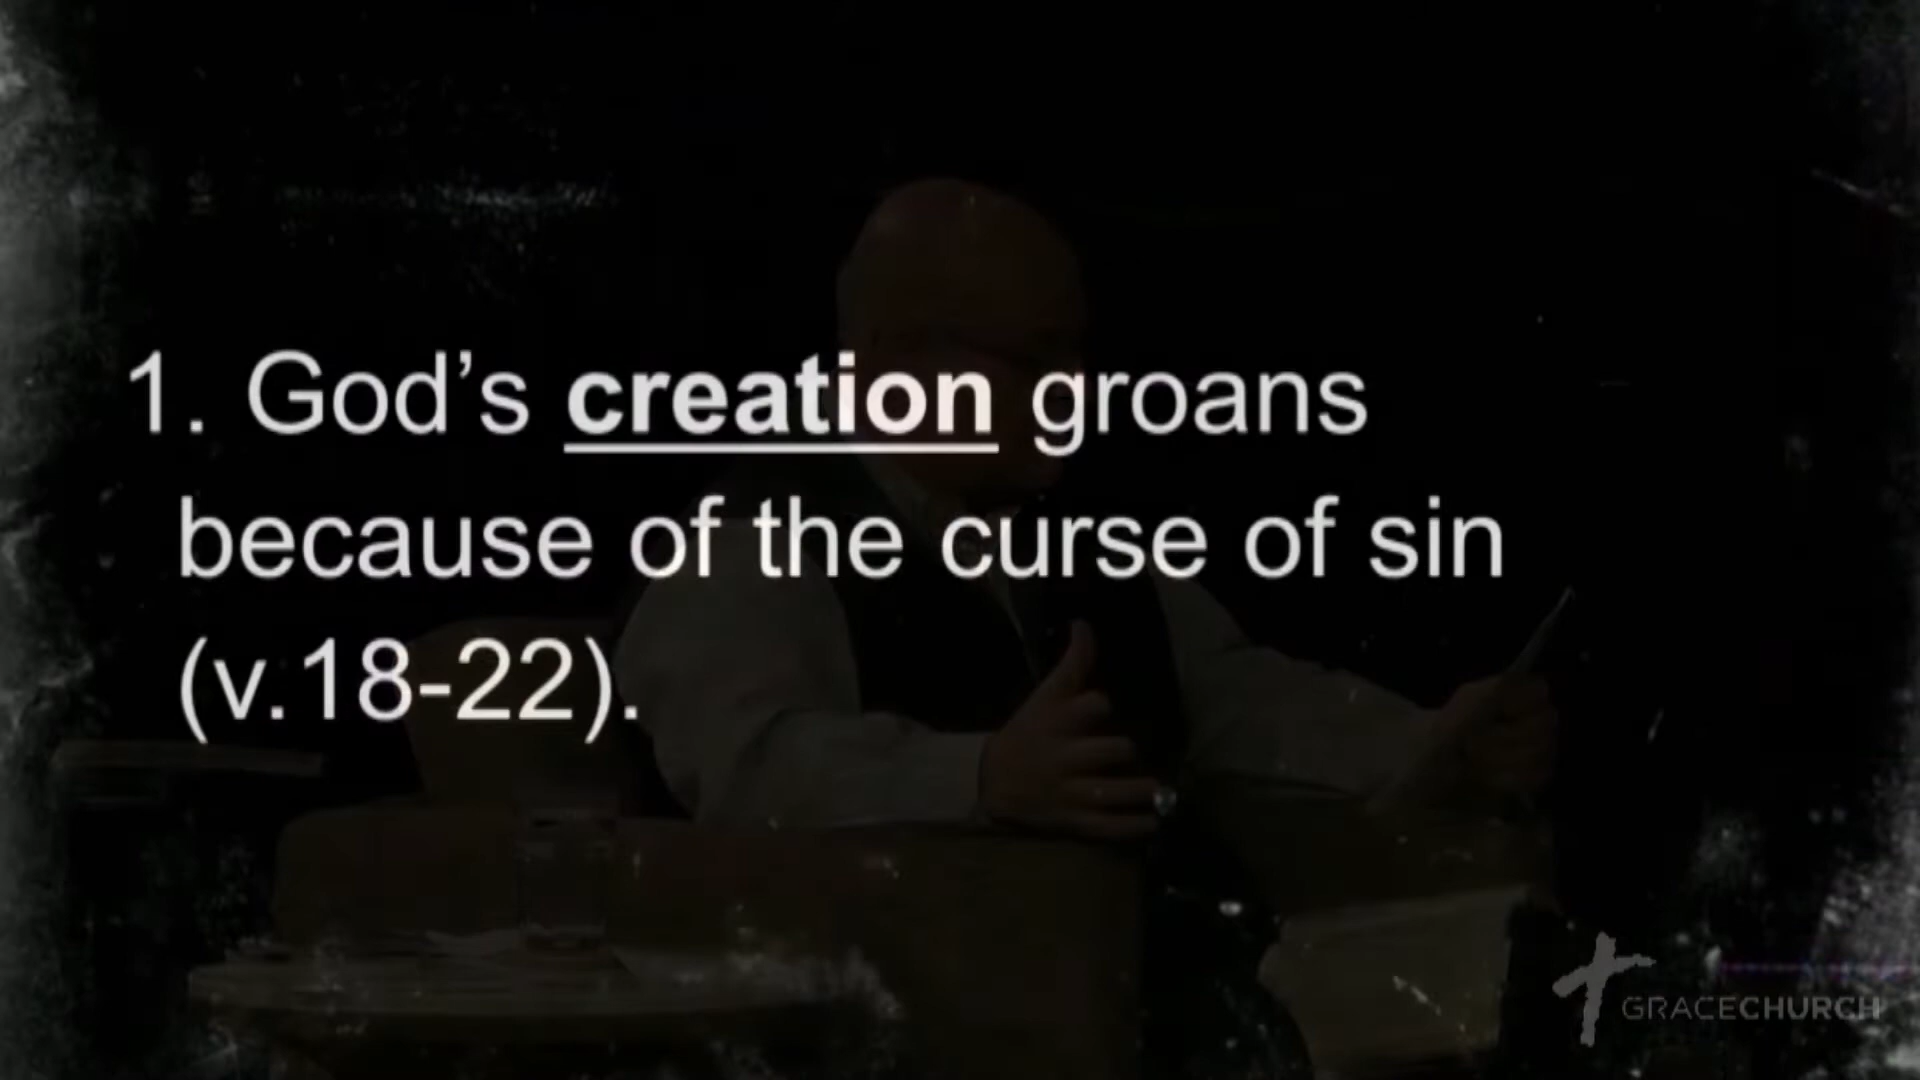 1. God’s creation groans
because of the curse of sin
(v.18-22).
GRACECHURCH